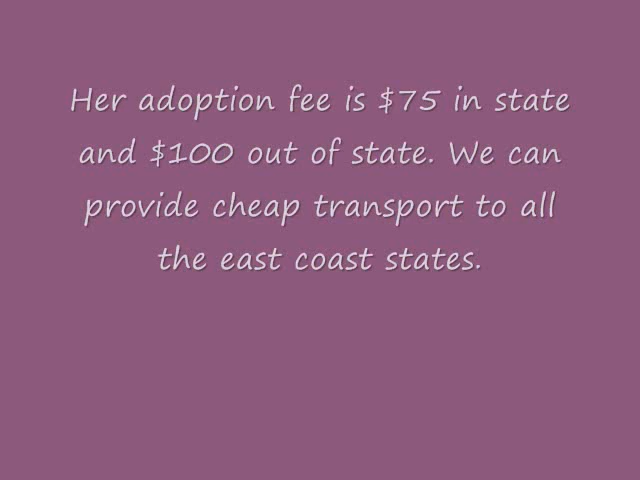 Her adoption fee is $75 in state
and $100 out of state. We can
provide cheap transport to all
the east coast states.